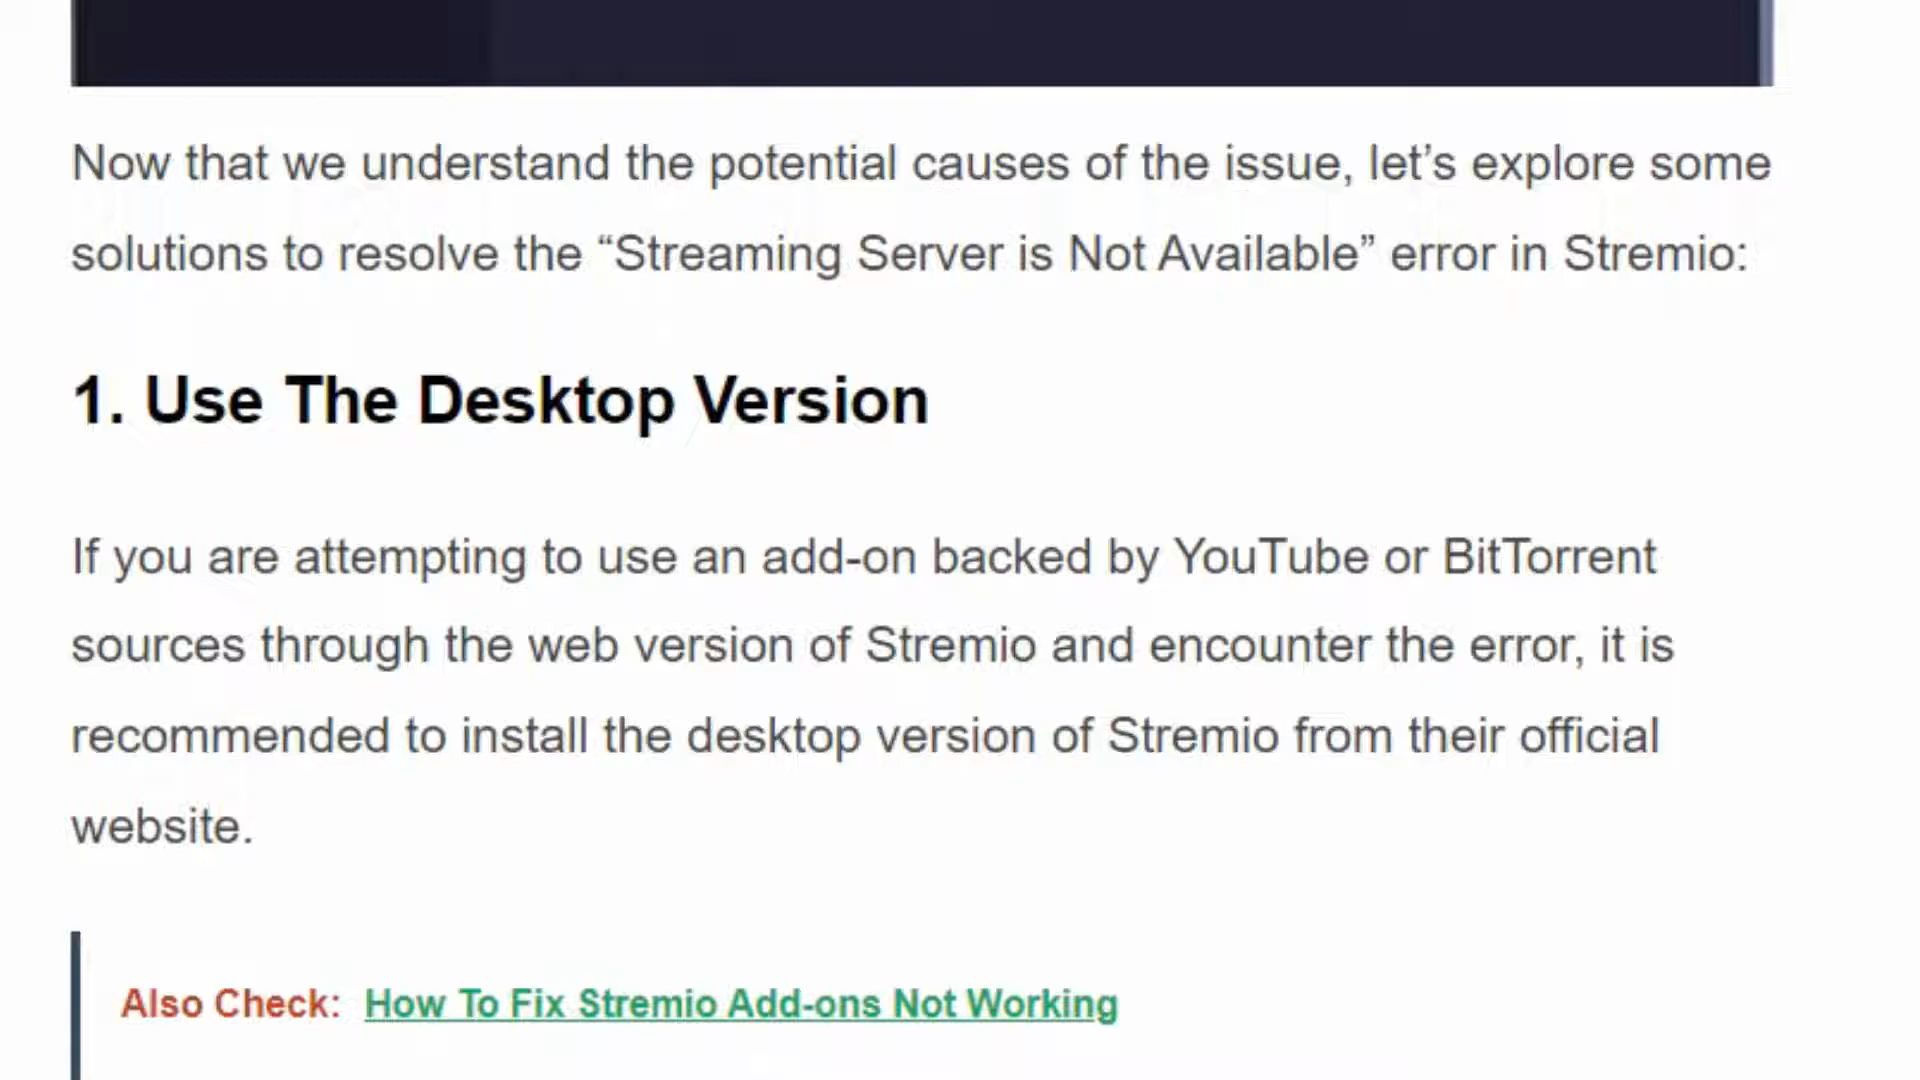 Now that we understand the potential causes of the issue, let’s explore some
solutions to resolve the “Streaming Server is Not Available” error in Stremio:
1. Use The Desktop Version
If you are attempting to use an add-on backed by YouTube or BitTorrent
sources through the web version of Stremio and encounter the error, it is
recommended to install the desktop version of Stremio from their official
website.
Also Check: How To Fix Stremio Add-ons Not Working